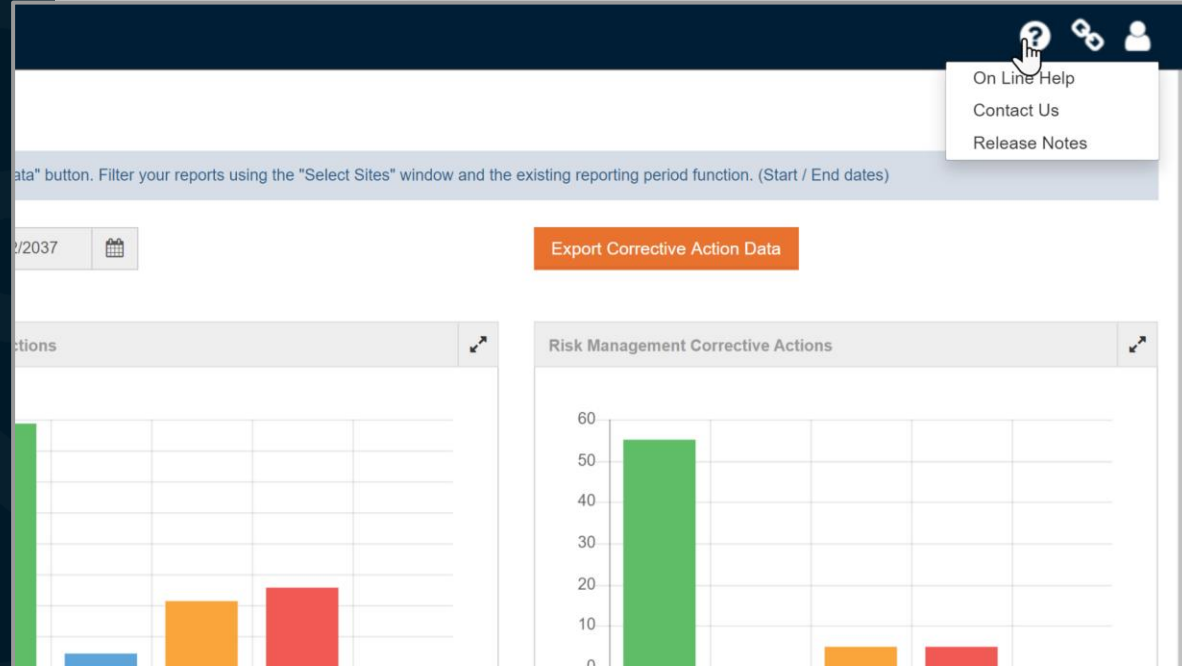 On Line Help
Contact Us
Release Notes
ata" button. Filter your reports using the "Select Sites" window and the existing reporting period function. (Start / End dates)
2/2037
Export Corrective Action Data
ctions
Risk Management Corrective Actions
60
50
40
30
20
10
0